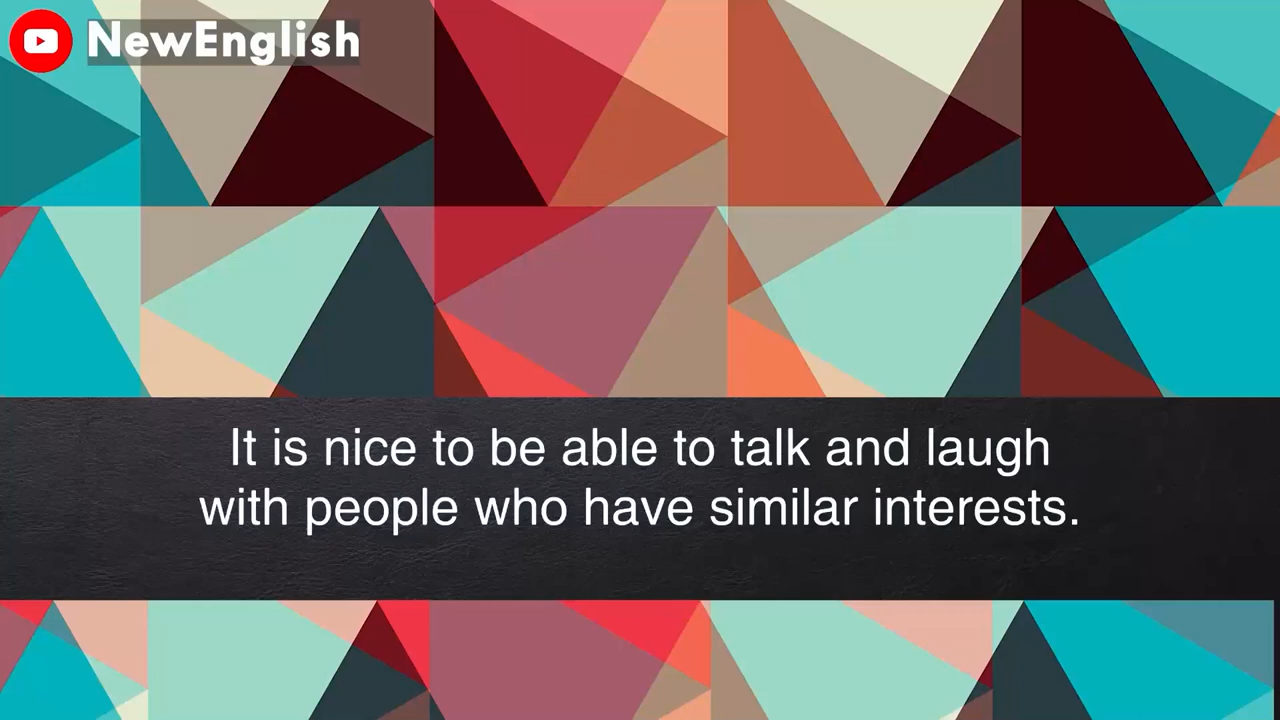 NewEnglish
It is nice to be able to talk and laugh
with people who have similar interests.